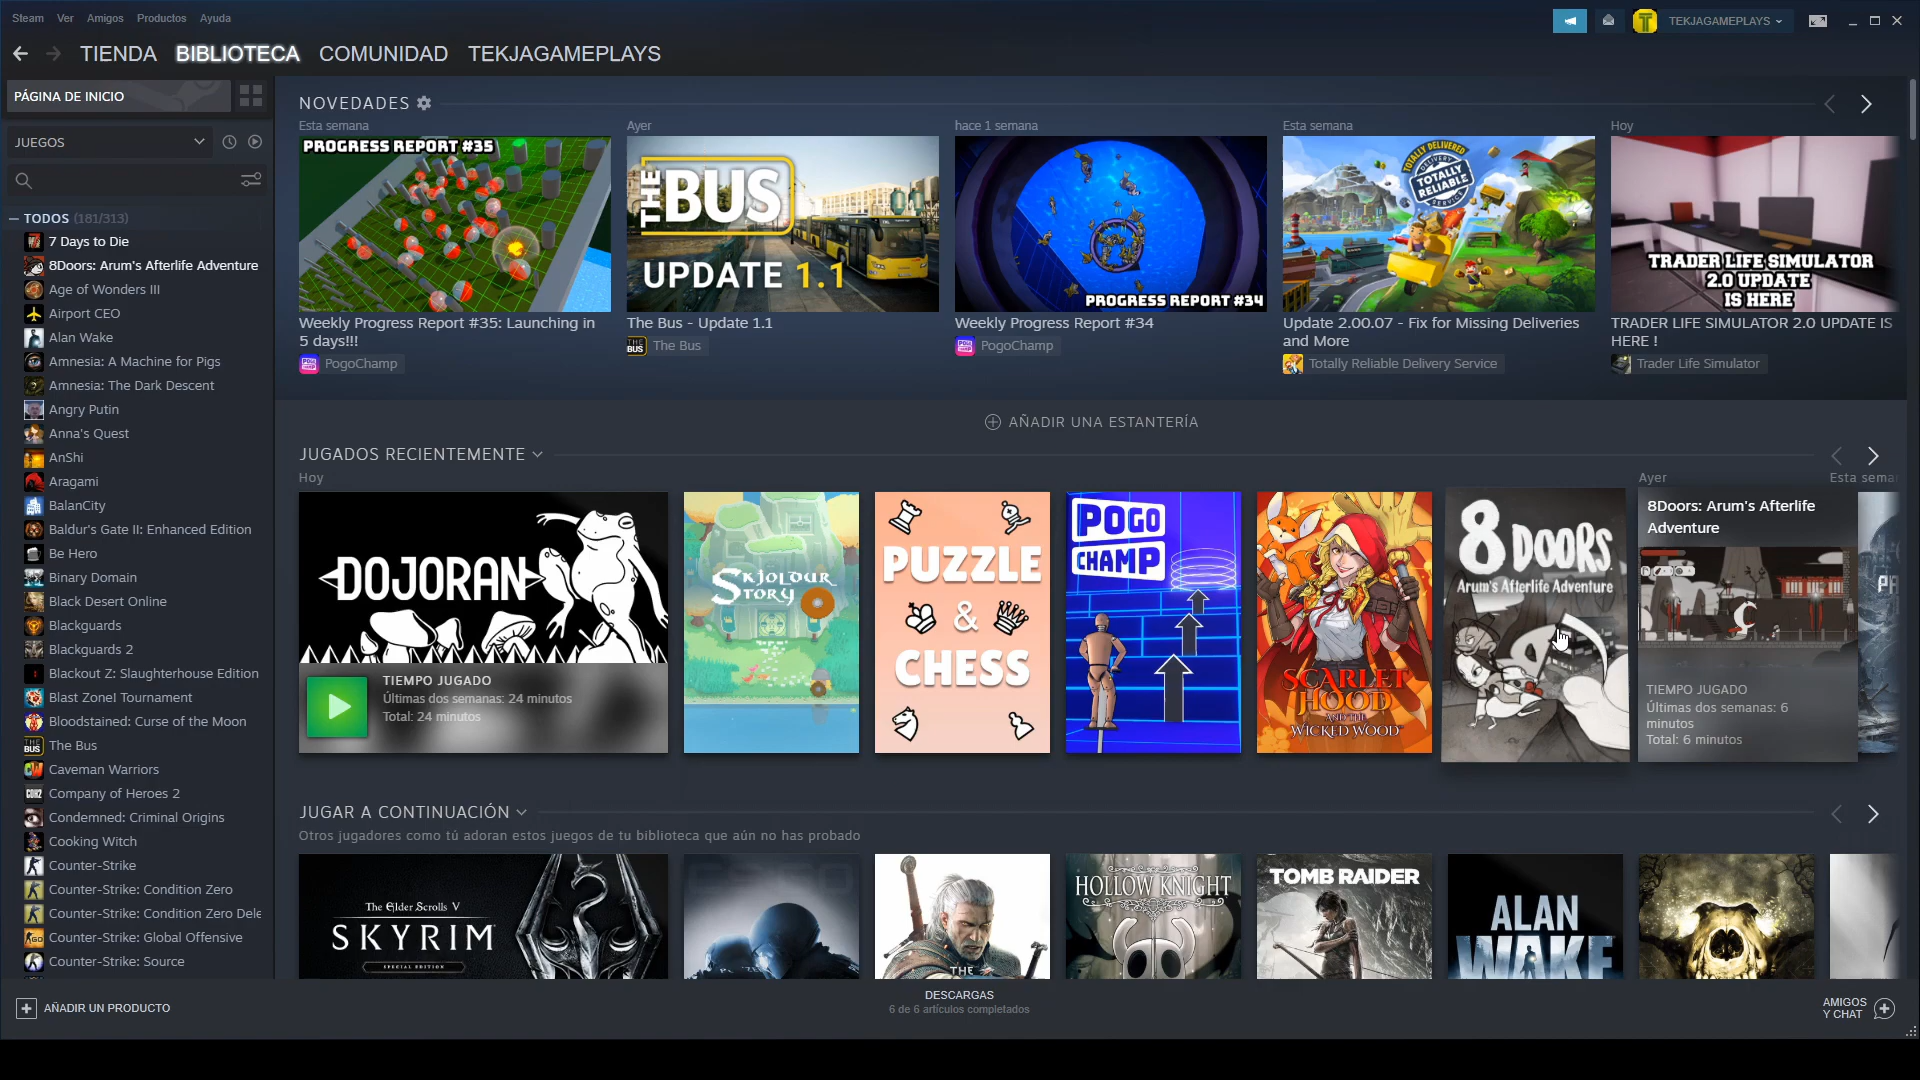 Steam Ver Amigos Productos Ayuda
TEKJAGAMEPLAYS
TIENDA BIBLIOTECA COMUNIDAD TEKJAGAMEPLAYS
PÁGINA DE INICIO
JUEGOS
TODOS (181/313)
7 Days to Die
8Doors: Arum's Afterlife Adventure
Age of Wonders III
Airport CEO
Alan Wake
Amnesia: A Machine for Pigs
Amnesia: The Dark Descent
Angry Putin
Anna's Quest
AnShi
Aragami
BalanCity
Baldur's Gate II: Enhanced Edition
Be Hero
Binary Domain
Black Desert Online
Blackguards
Blackguards 2
Blackout Z: Slaughterhouse Edition
Blast Zone! Tournament
Bloodstained: Curse of the Moon
The Bus
Caveman Warriors
Company of Heroes 2
Condemned: Criminal Origins
Cooking Witch
Counter-Strike
Counter-Strike: Condition Zero
Counter-Strike: Condition Zero Dele
Counter-Strike: Global Offensive
Counter-Strike: Source
NOVEDADES
Esta semana
PROGRESS REPORT #35
Weekly Progress Report #35: Launching in
5 days!!!
PogoChamp
Ayer
THE BUS
UPDATE 1.1
The Bus - Update 1.1
The Bus
hace 1 semana
PROGRESS REPORT #34
Weekly Progress Report #34
PogoChamp
Esta semana
TOTALLY DELIVERED
DELIVERY
TOTALLY
RELIABLE
SERVICE
Update 2.00.07 - Fix for Missing Deliveries
and More
Totally Reliable Delivery Service
Hoy
TRADER LIFE SIMULATOR
2.0 UPDATE
IS HERE
TRADER LIFE SIMULATOR 2.0 UPDATE IS
HERE !
Trader Life Simulator
AÑADIR UNA ESTANTERÍA
JUGADOS RECIENTEMENTE
Hoy
DOJORAN
TIEMPO JUGADO
Últimas dos semanas: 24 minutos
Total: 24 minutos
SKJOLDUR
STORY
PUZZLE
&
CHESS
POGO
CHAMP
SCARLET
HOOD
AND THE
WICKED WOOD
8 DOORS
Arum's Afterlife Adventure
Ayer
Esta sema
8Doors: Arum's Afterlife
Adventure
TIEMPO JUGADO
Últimas dos semanas: 6
minutos
Total: 6 minutos
JUGAR A CONTINUACIÓN
Otros jugadores como tú adoran estos juegos de tu biblioteca que aún no has probado
The Elder Scrolls V
SKYRIM
SPECIAL EDITION
THE
HOLLOW KNIGHT
TOMB RAIDER
ALAN
WAKE
AÑADIR UN PRODUCTO
DESCARGAS
6 de 6 artículos completados
AMIGOS
Y CHAT